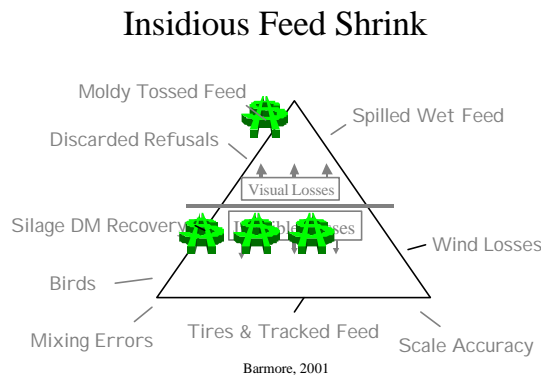 Insidious Feed Shrink
Moldy Tossed Feed
Spilled Wet Feed
Discarded Refusals
Visual Losses
Silage DM Recovery
Wind Losses
Birds
Mixing Errors
Tires & Tracked Feed
Scale Accuracy
Barmore, 2001